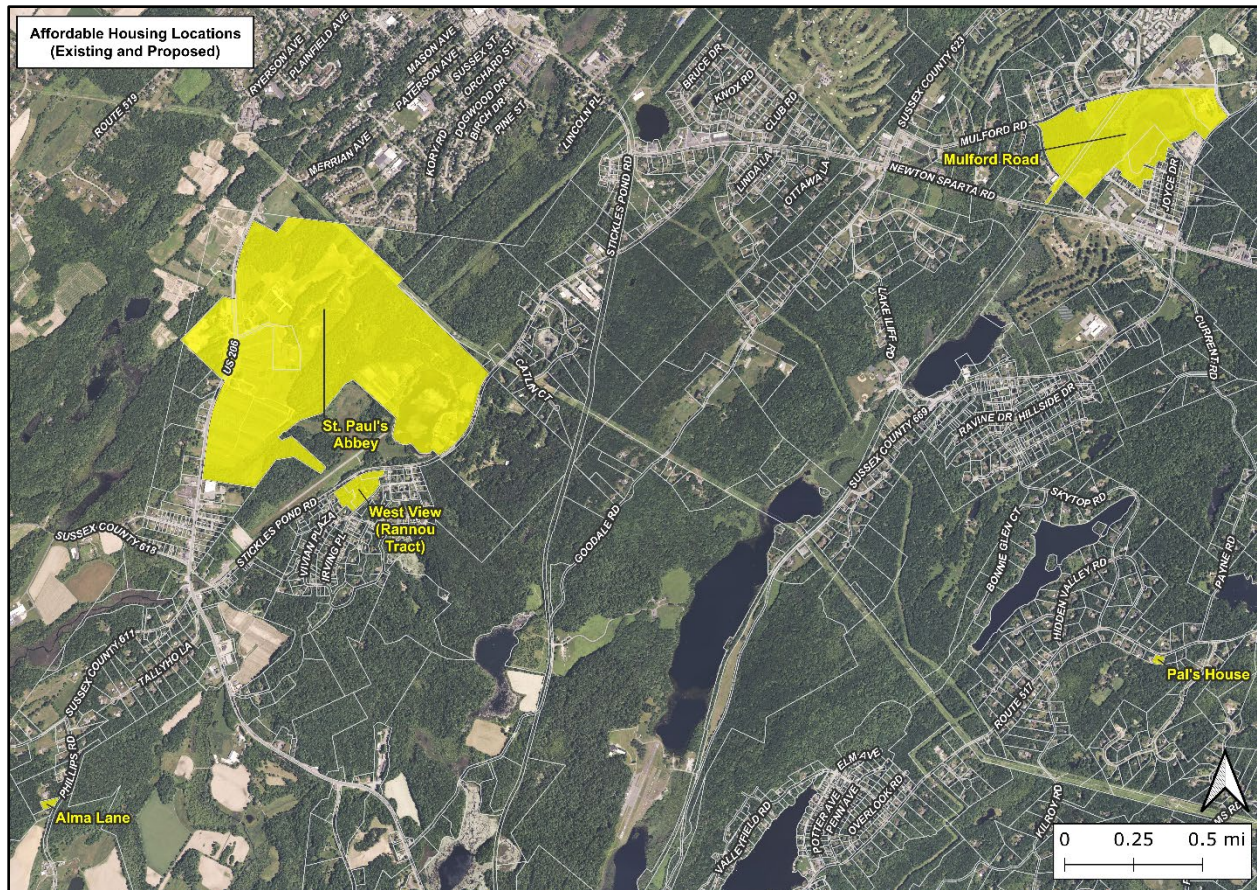 Affordable Housing Locations
(Existing and Proposed)
RYERSON AVE
PLAINFIELD AVE
MASON AVE
PATERSON AVE
SUSSEX ST
ORCHARD ST
DOGWOOD DR
BIRCH DR
PINE ST
KORY RD
LINCOLN PL
MERRIAN AVE
ROUTE 519
BRUCE DR
KNOX RD
CLUB RD
SUSSEX COUNTY 623
MULFORD RD
Mulford Road
NEWTON SPARTA RD
JOYCE DR
LINDA LA
OTTAWA LA
STICKLES POND RD
LAKE ILIFF RD
CURRENT RD
US 206
CATLIN CT
St. Paul's
Abbey
RAVINE DR
HILLSIDE DR
SUSSEX COUNTY 669
SKYTOP RD
West View
(Rannou
Tract)
STICKLES POND RD
VIVIAN PLAZA
IRVING PL
SUSSEX COUNTY 618
GOODALE RD
BONNIE GLEN CT
HIDDEN VALLEY RD
PAYNE RD
SUSSEX COUNTY 611
TALLYHO LA
Pal's House
ROUTE 517
PHILLIPS RD
Alma Lane
ELM AVE
POTTER AVE
PENN AVE
OVERBROOK RD
VALLEYFIELD RD
KILROY RD
MS RD
0 0.25 0.5 mi